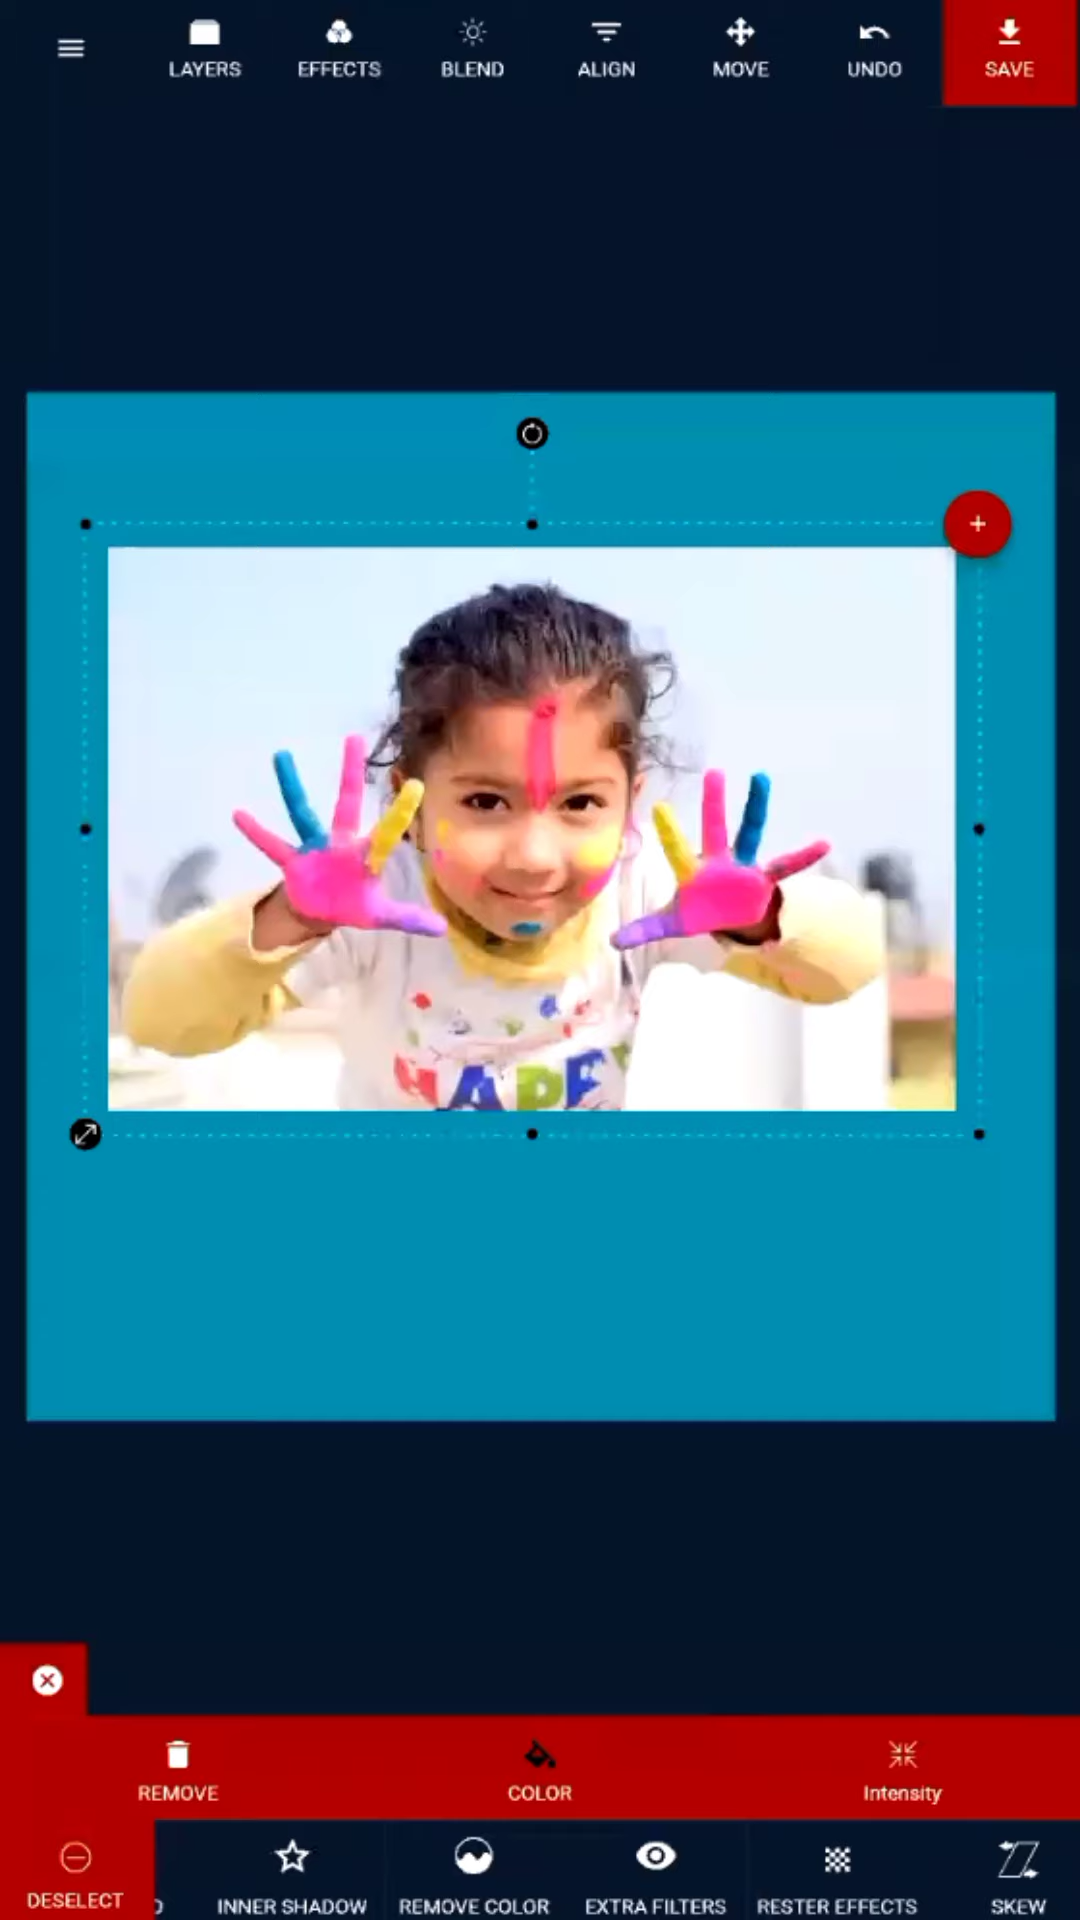 LAYERS EFFECTS BLEND ALIGN MOVE UNDO SAVE
HAPE
REMOVE COLOR Intensity
DESELECT INNER SHADOW REMOVE COLOR EXTRA FILTERS RESTER EFFECTS SKEW